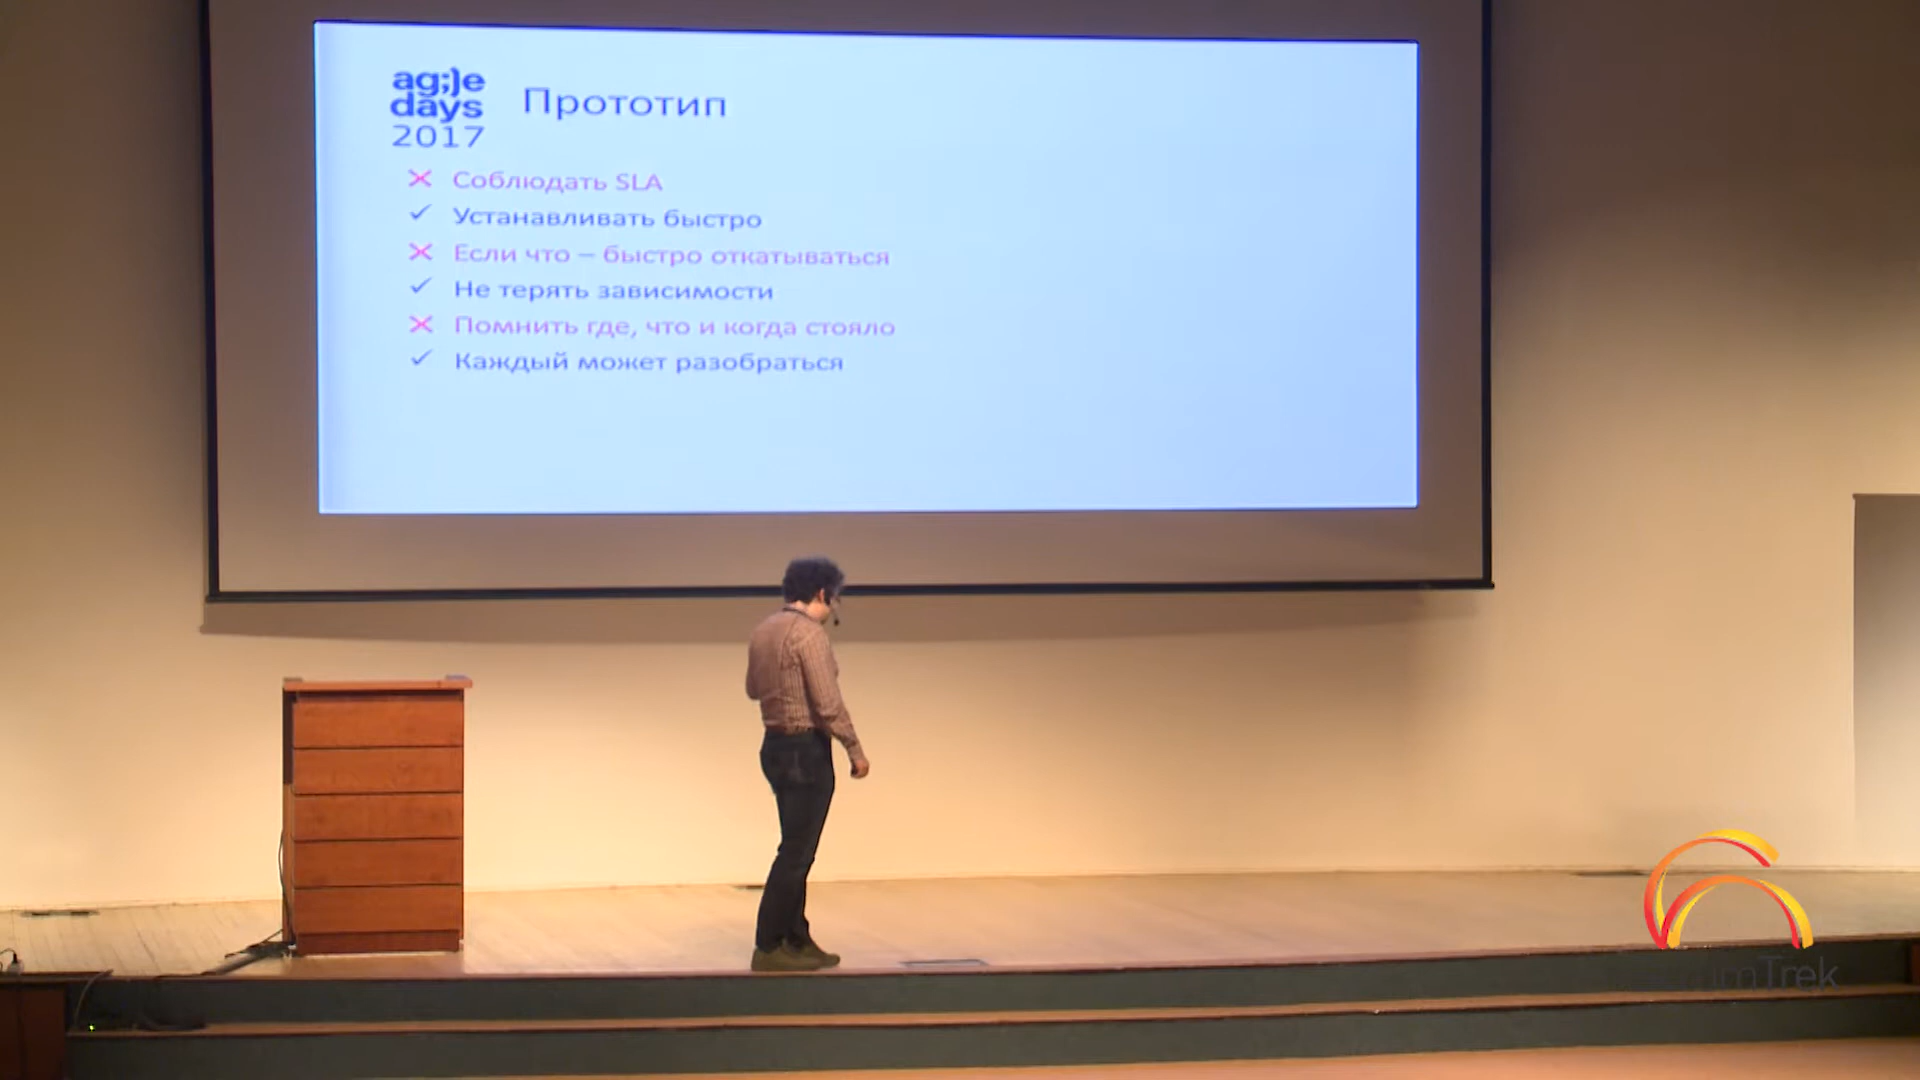 ag;)e
days
2017
Прототип
Соблюдать SLA
Устанавливать быстро
Если что – быстро откатываться
Не терять зависимости
Помнить где, что и когда стояло
Каждый может разобраться
Trek